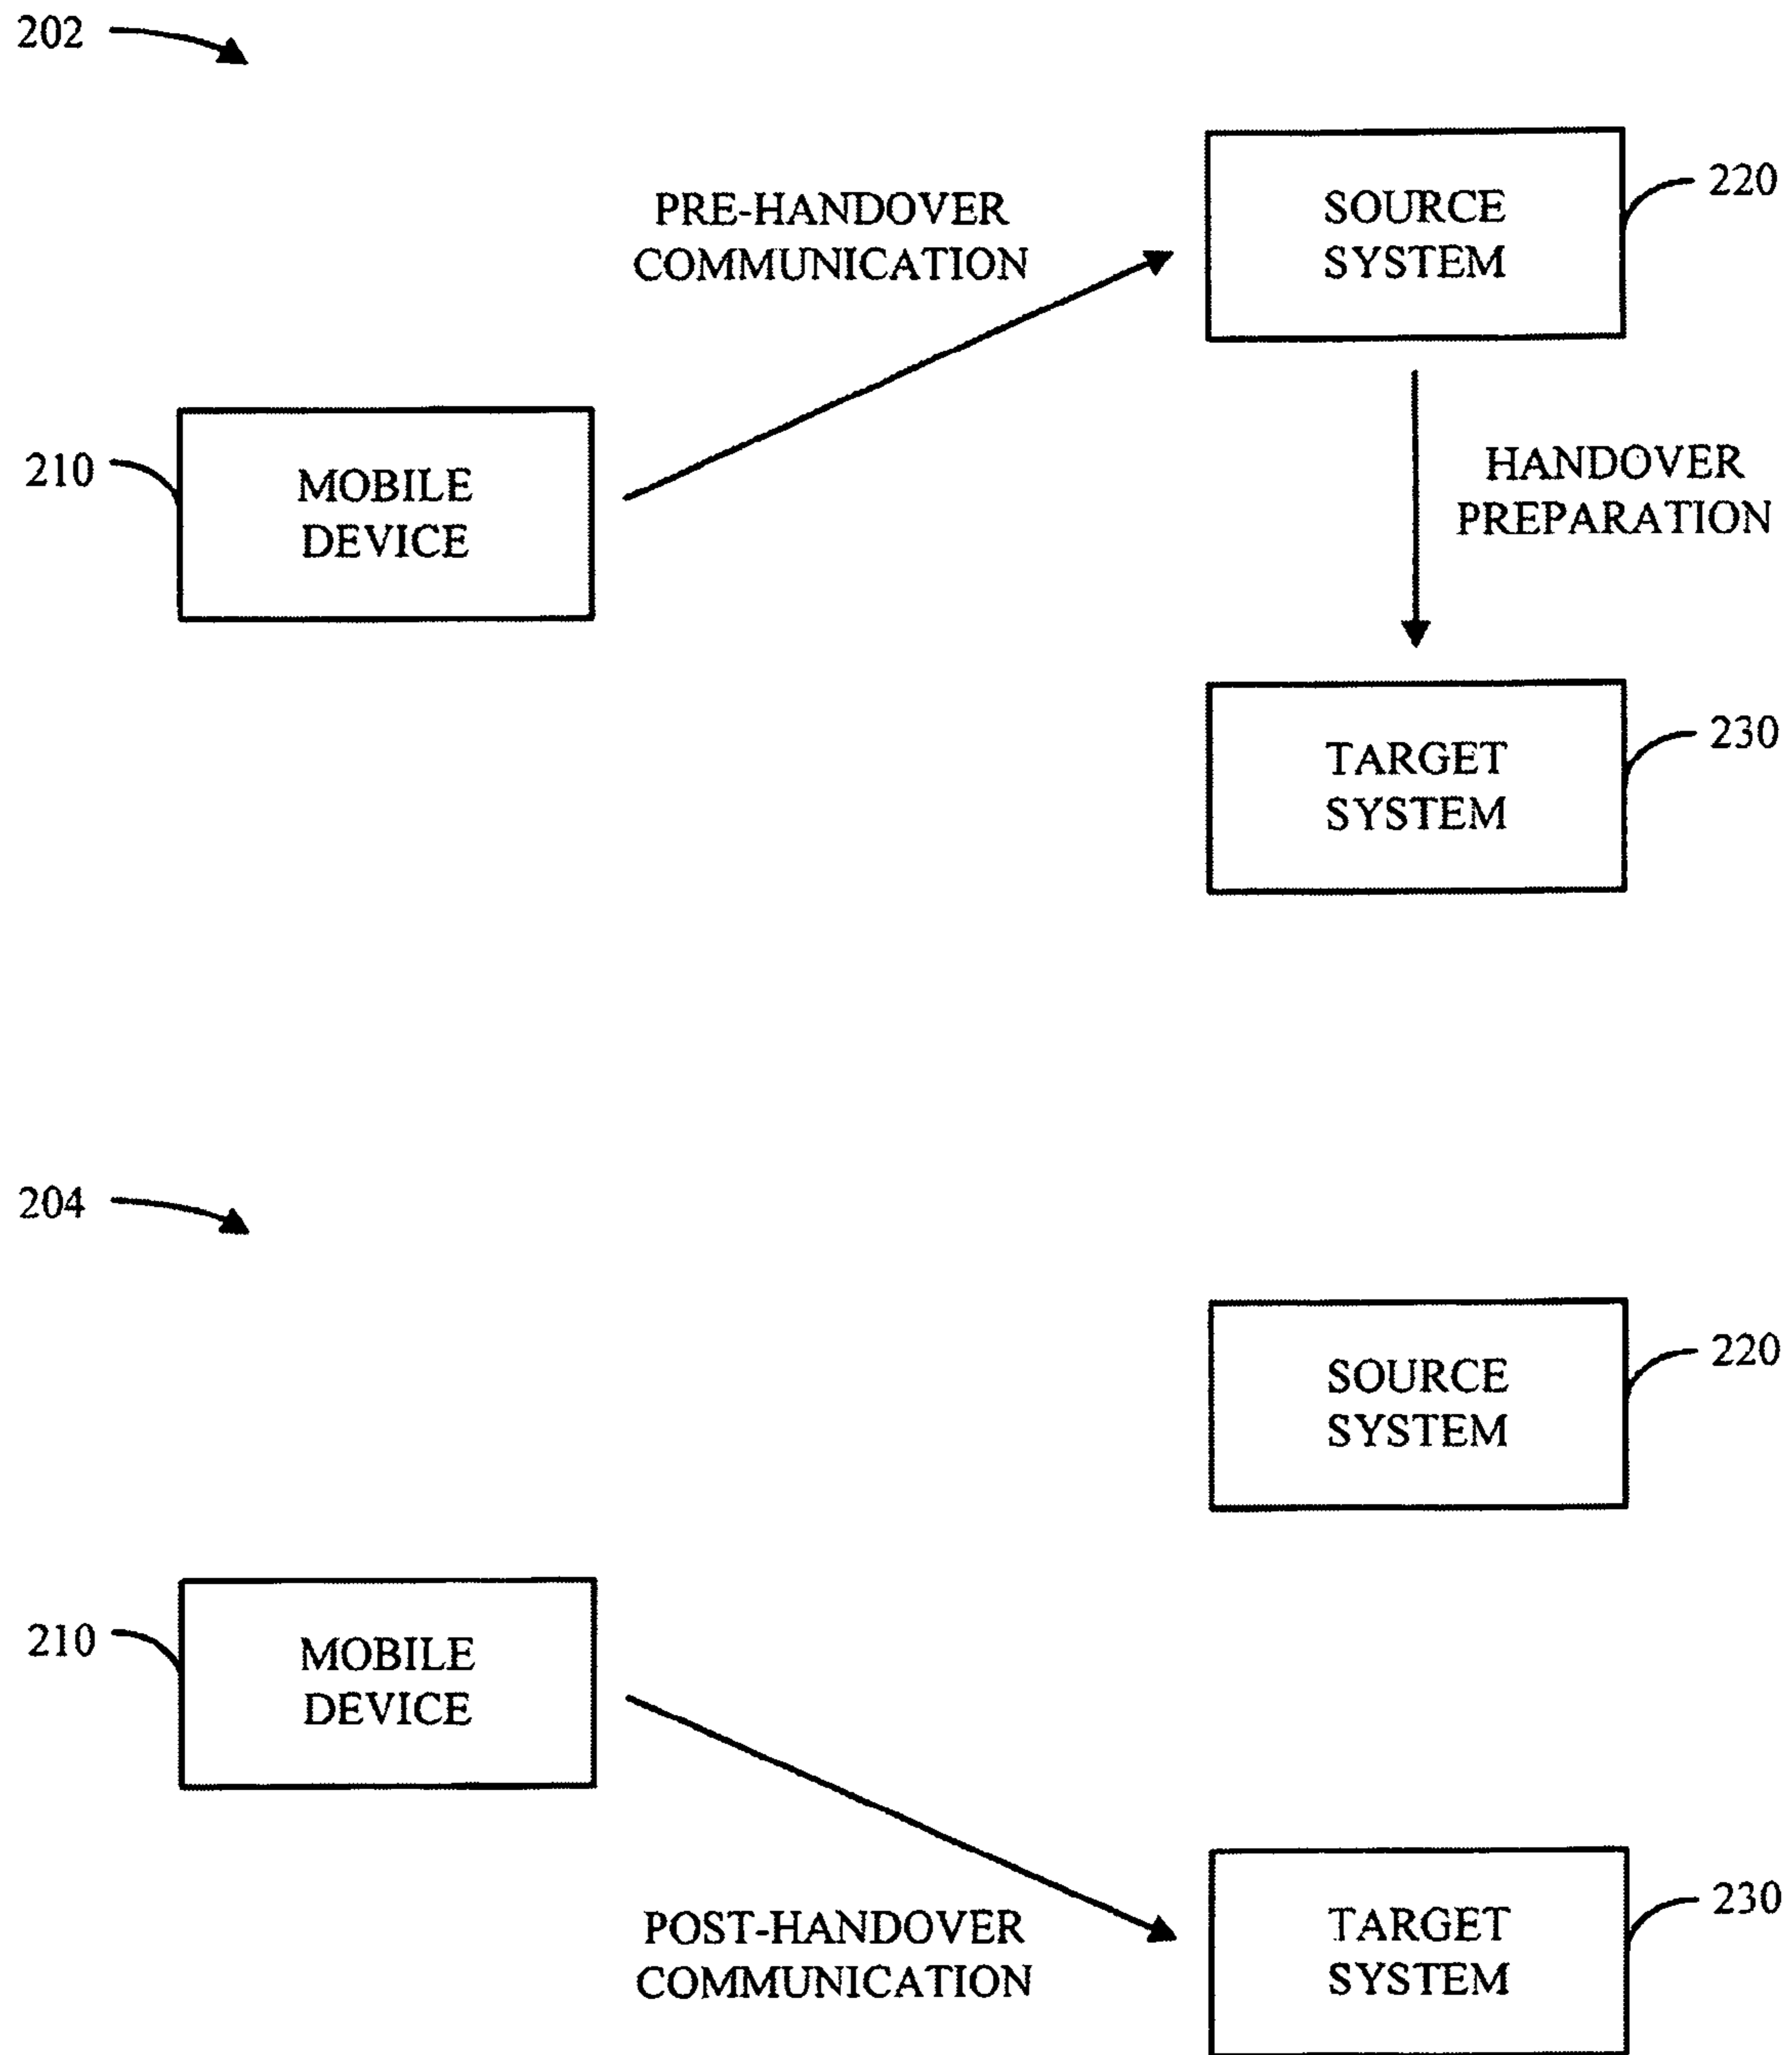 202
PRE-HANDOVER
COMMUNICATION
SOURCE
SYSTEM
220
210
MOBILE
DEVICE
HANDOVER
PREPARATION
TARGET
SYSTEM
230
204
SOURCE
SYSTEM
220
210
MOBILE
DEVICE
POST-HANDOVER
COMMUNICATION
TARGET
SYSTEM
230